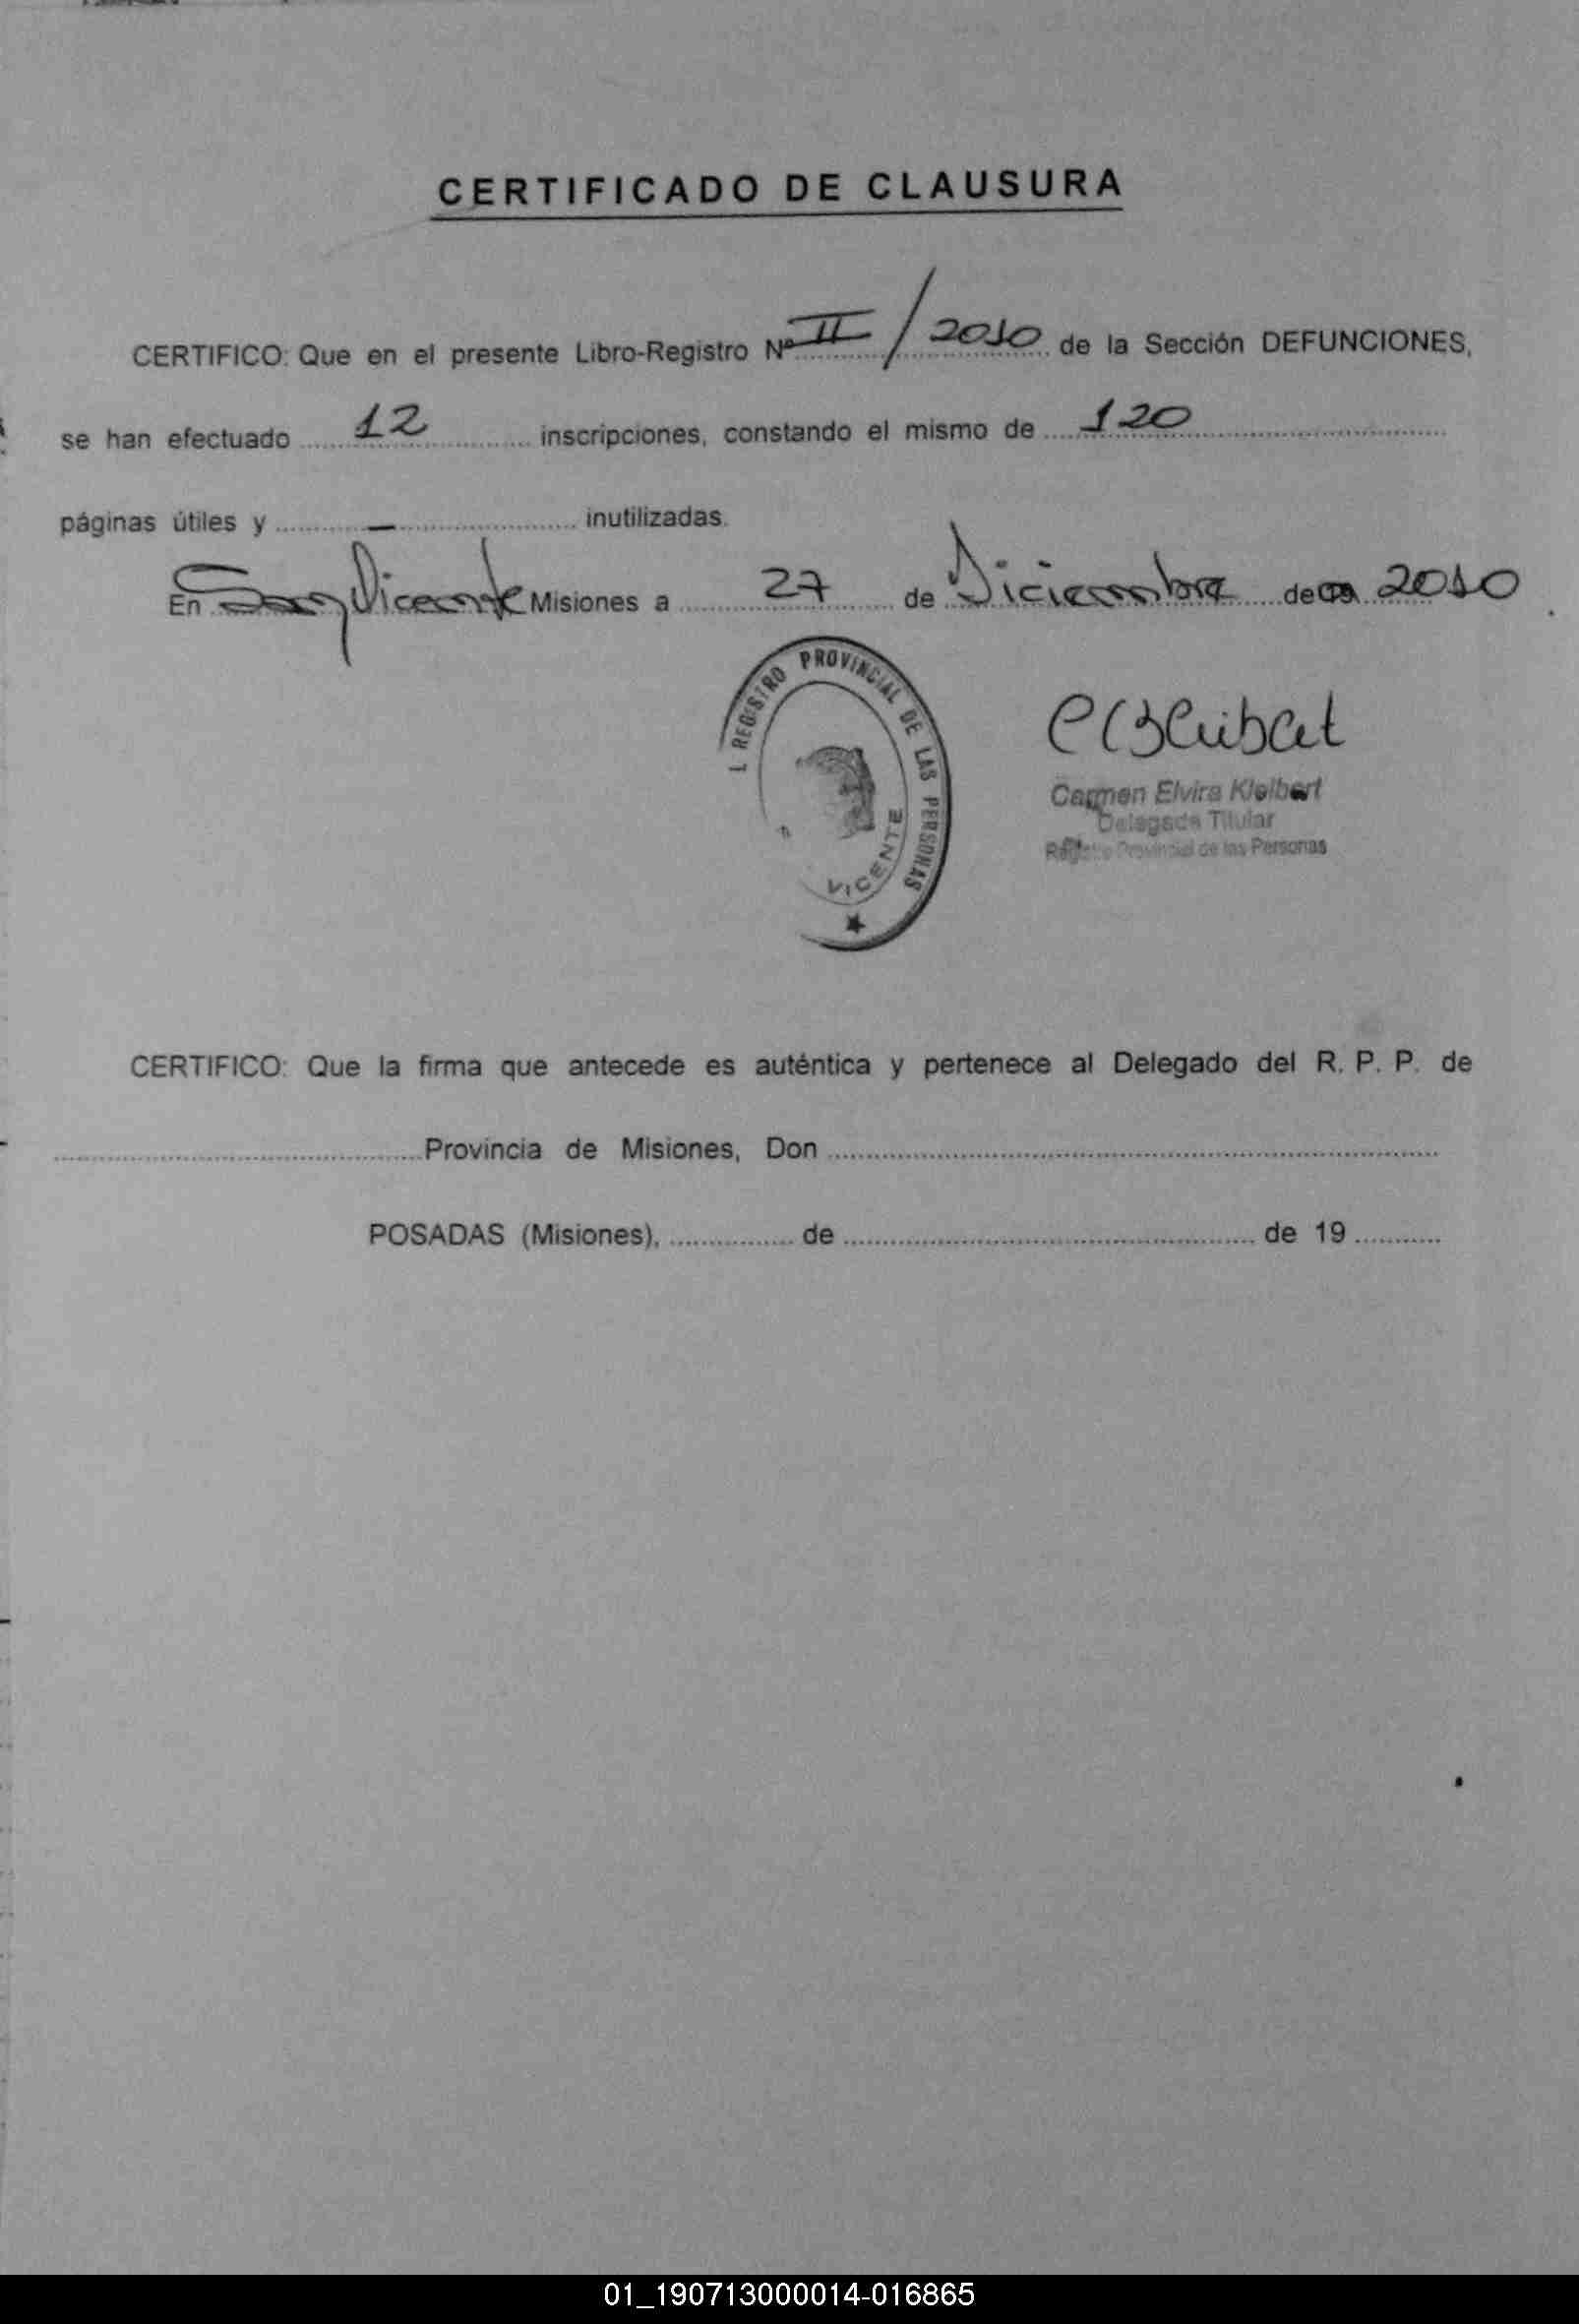 CERTIFICADO DE CLAUSURA
CERTIFICO: Que en el presente Libro-Registro Nº II / 2010 de la Sección DEFUNCIONES,
se han efectuado 12 inscripciones, constando el mismo de 120
páginas útiles y — inutilizadas.
En San Vicente Misiones a 27 de Diciembre de 2010
L REGISTRO PROVINCIAL DE LAS PERSONAS
VICENTE
Carmen Elvira Kleibert
Delegada Titular
Registro Provincial de las Personas
CERTIFICO: Que la firma que antecede es auténtica y pertenece al Delegado del R. P. P. de
Provincia de Misiones, Don
POSADAS (Misiones), de de 19
01_190713000014-016865